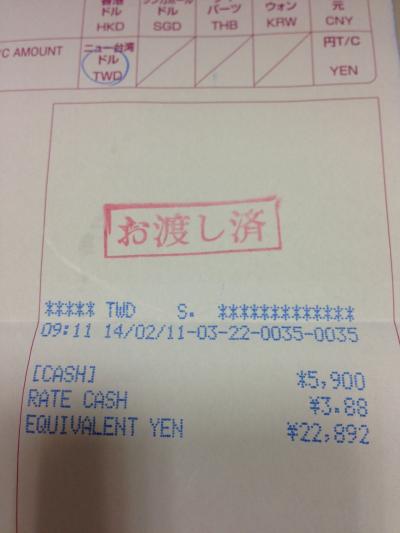 ドル ドル バーツ ウォン 元
HKD SGD THB KRW CNY
C AMOUNT
ニュー台湾 ドル TWD
円T/C YEN
お渡し済
***** TWD S. *************
09:11 14/02/11-03-22-0035-0035
[CASH] *5,900
RATE CASH ¥3.88
EQUIVALENT YEN ¥22,892